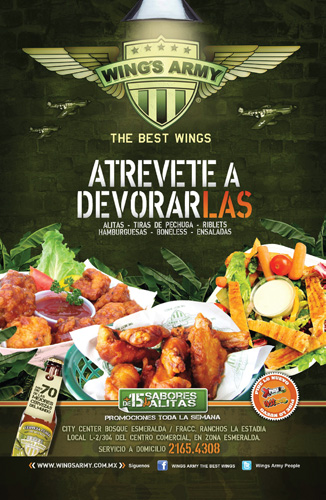 WING'S ARMY
THE BEST WINGS
ATREVETE A
DEVORARLAS
ALITAS - TIRAS DE PECHUGA - RIBLETS
HAMBURGUESAS - BONELESS - ENSALADAS
70
DE 15 SABORES
ALITAS
PROMOCIONES TODA LA SEMANA
CITY CENTER BOSQUE ESMERALDA / FRACC. RANCHOS LA ESTADIA
LOCAL L-2/304 DEL CENTRO COMERCIAL, EN ZONA ESMERALDA.
SERVICIO A DOMICILIO 2165.4308
WWW.WINGSARMY.COM.MX
Síguenos
WINGS ARMY THE BEST WINGS
Wings Army People